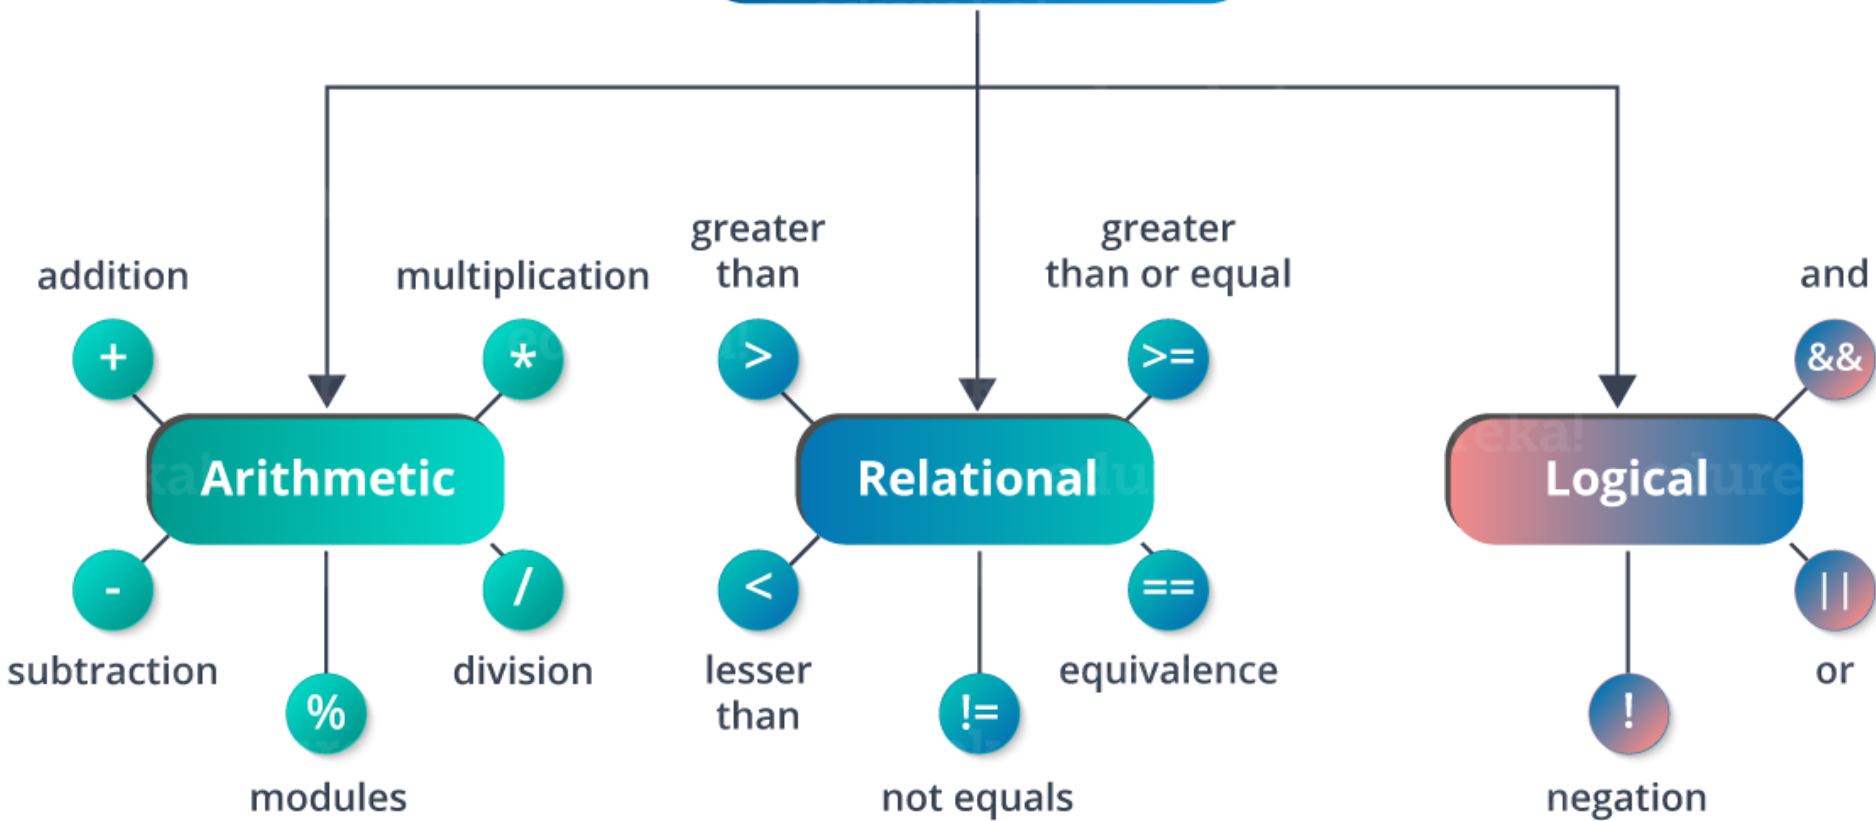 addition
+
multiplication
*
Arithmetic
-
subtraction
/
division
%
modules
greater
than
>
greater
than or equal
>=
Relational
<
lesser
than
==
equivalence
!=
not equals
and
&&
Logical
||
or
!
negation